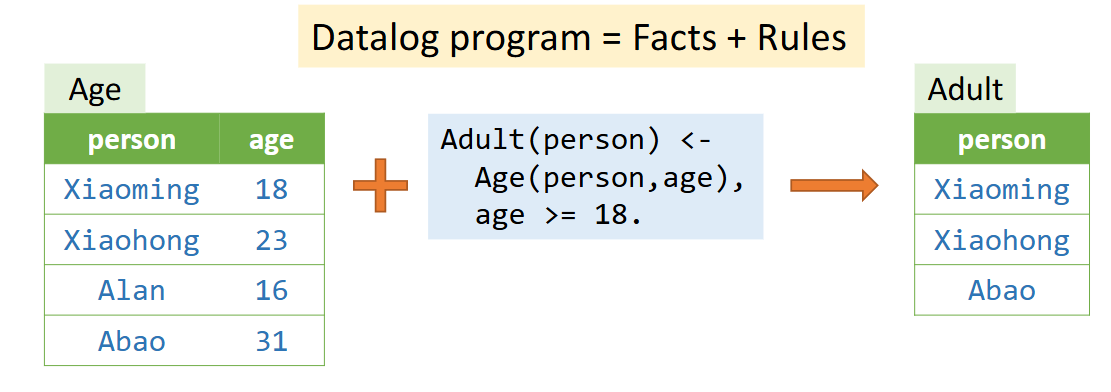 Datalog program = Facts + Rules
Age
person age
Xiaoming 18
Xiaohong 23
Alan 16
Abao 31
Adult(person) <-
Age(person,age),
age >= 18.
Adult
person
Xiaoming
Xiaohong
Abao